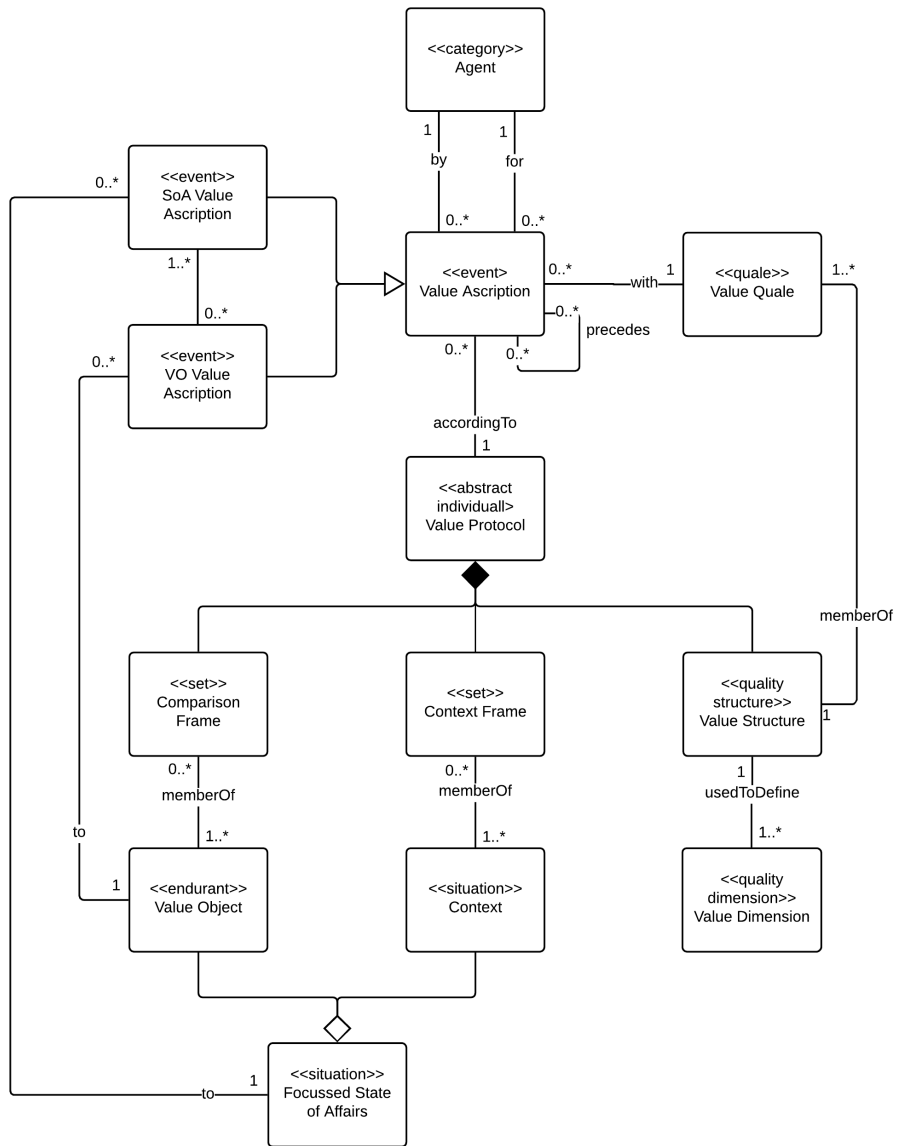 <<category>>
Agent
1
1
by
for
0..*
0..*
<<event>>
SoA Value
Ascription
0..*
1..*
0..*
<<event>>
VO Value
Ascription
0..*
<<event>
Value Ascription
0..*
with
1
<<quale>>
Value Quale
1..*
0..*
precedes
0..*
0..*
accordingTo
1
<<abstract
individuall>
Value Protocol
memberOf
<<set>>
Comparison
Frame
<<set>>
Context Frame
<<quality
structure>>
Value Structure
1
0..*
memberOf
1..*
0..*
memberOf
1..*
1
usedToDefine
1..*
to
1
<<endurant>>
Value Object
<<situation>>
Context
<<quality
dimension>>
Value Dimension
<<situation>>
Focussed State
of Affairs
to
1